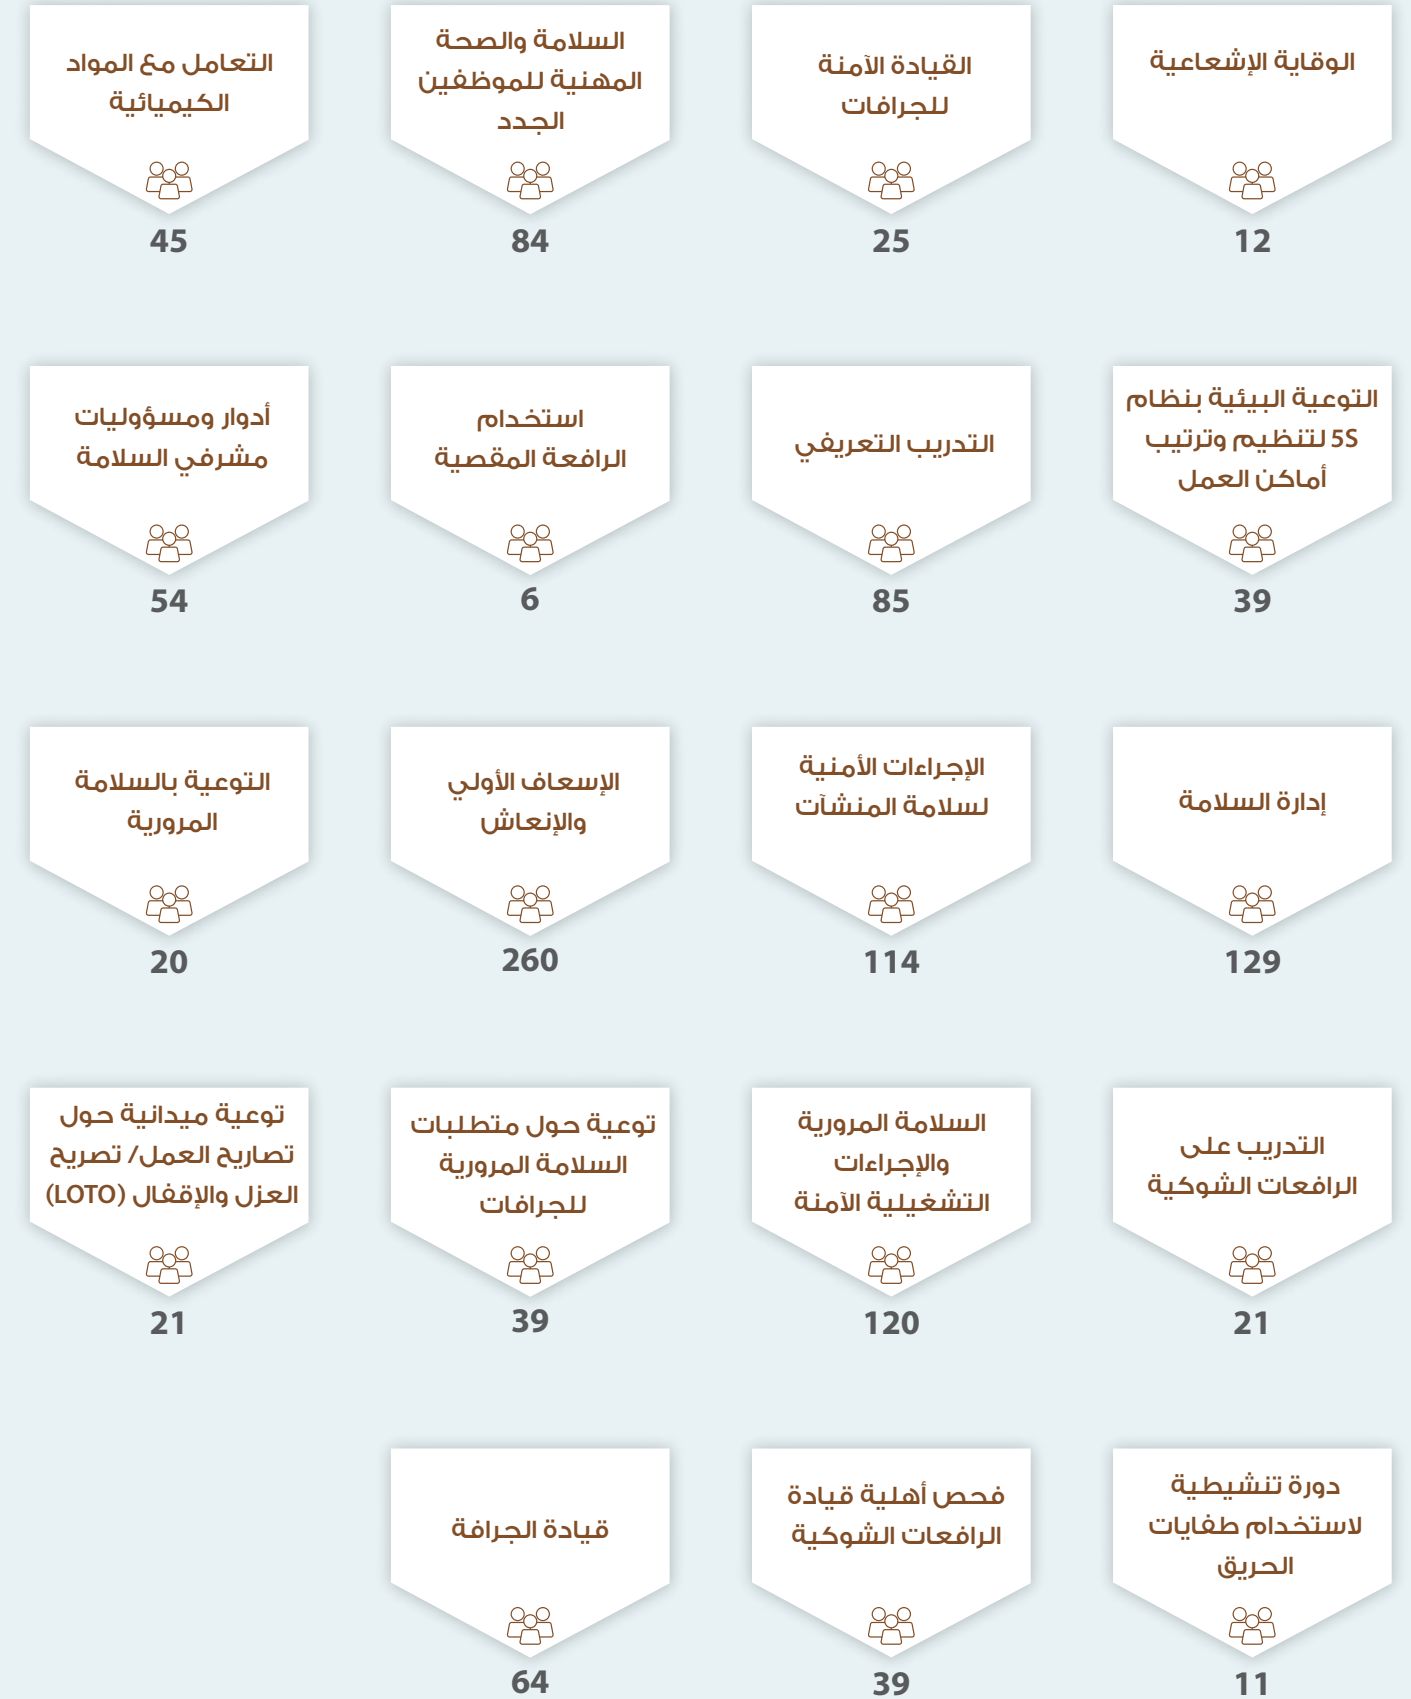 الوقاية الإشعاعية
12
القيادة الآمنة
للجرافات
25
السلامة والصحة
المهنية للموظفين
الجدد
84
التعامل مع المواد
الكيميائية
45
التوعية البيئية بنظام
5S لتنظيم وترتيب
أماكن العمل
39
التدريب التعريفي
85
استخدام
الرافعة المقصية
6
أدوار ومسؤوليات
مشرفي السلامة
54
إدارة السلامة
129
الإجراءات الأمنية
لسلامة المنشآت
114
الإسعاف الأولي
والإنعاش
260
التوعية بالسلامة
المرورية
20
التدريب على
الرافعات الشوكية
21
السلامة المرورية
والإجراءات
التشغيلية الآمنة
120
توعية حول متطلبات
السلامة المرورية
للجرافات
39
توعية ميدانية حول
تصاريح العمل/ تصريح
العزل والإقفال (LOTO)
21
دورة تنشيطية
لاستخدام طفايات
الحريق
11
فحص أهلية قيادة
الرافعات الشوكية
39
قيادة الجرافة
64